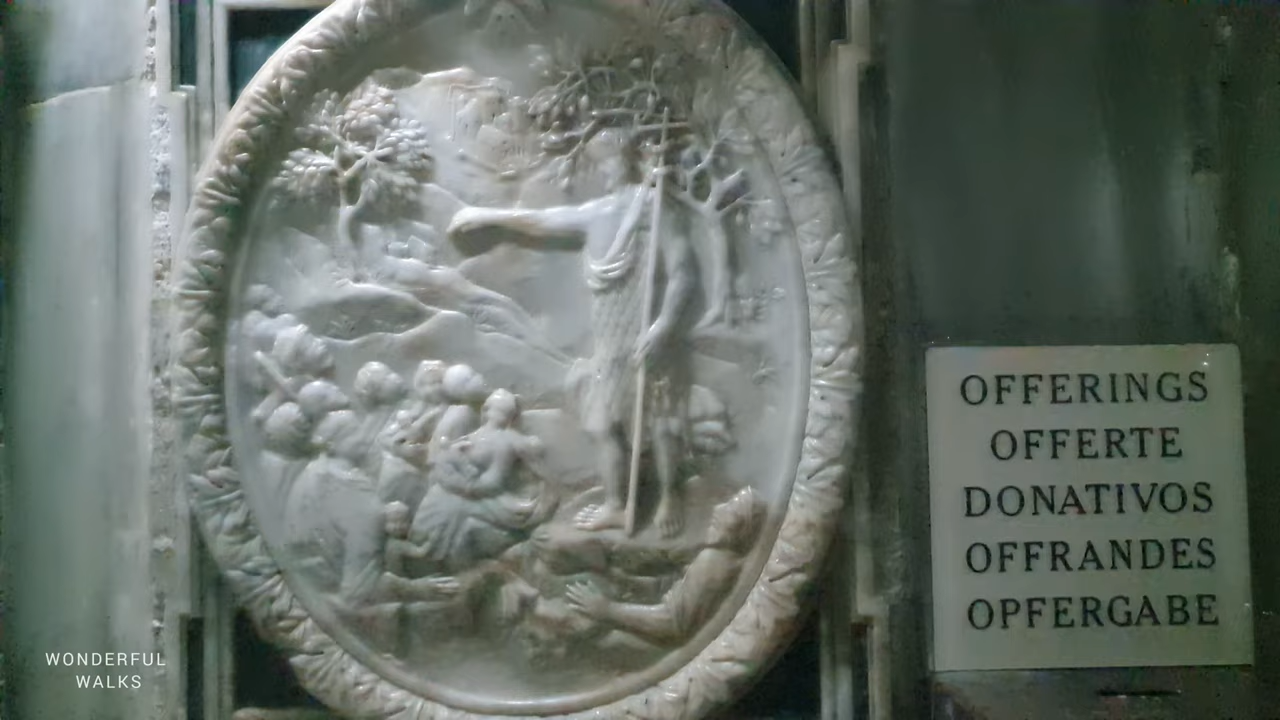 OFFERINGS
OFFERTE
DONATIVOS
OFFRANDES
OPFERGABE
WONDERFUL
WALKS